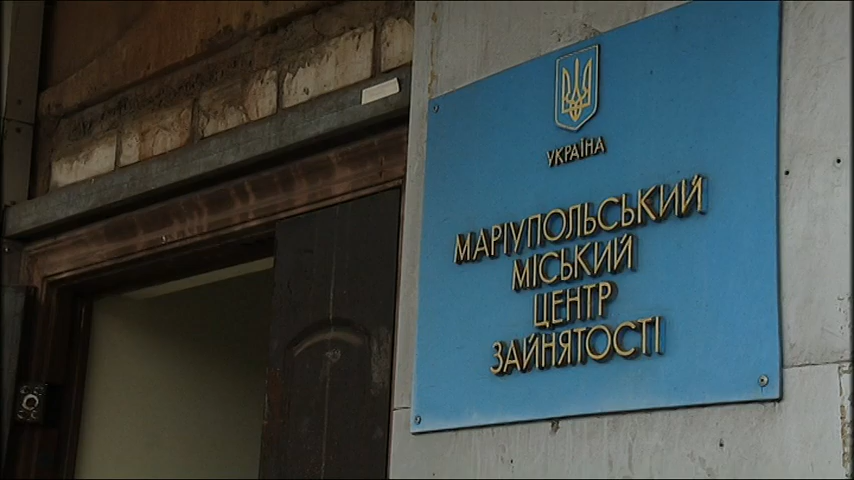 УКРАЇНА
МАРІУПОЛЬСЬКИЙ
МІСЬКИЙ
ЦЕНТР
ЗАЙНЯТОСТІ